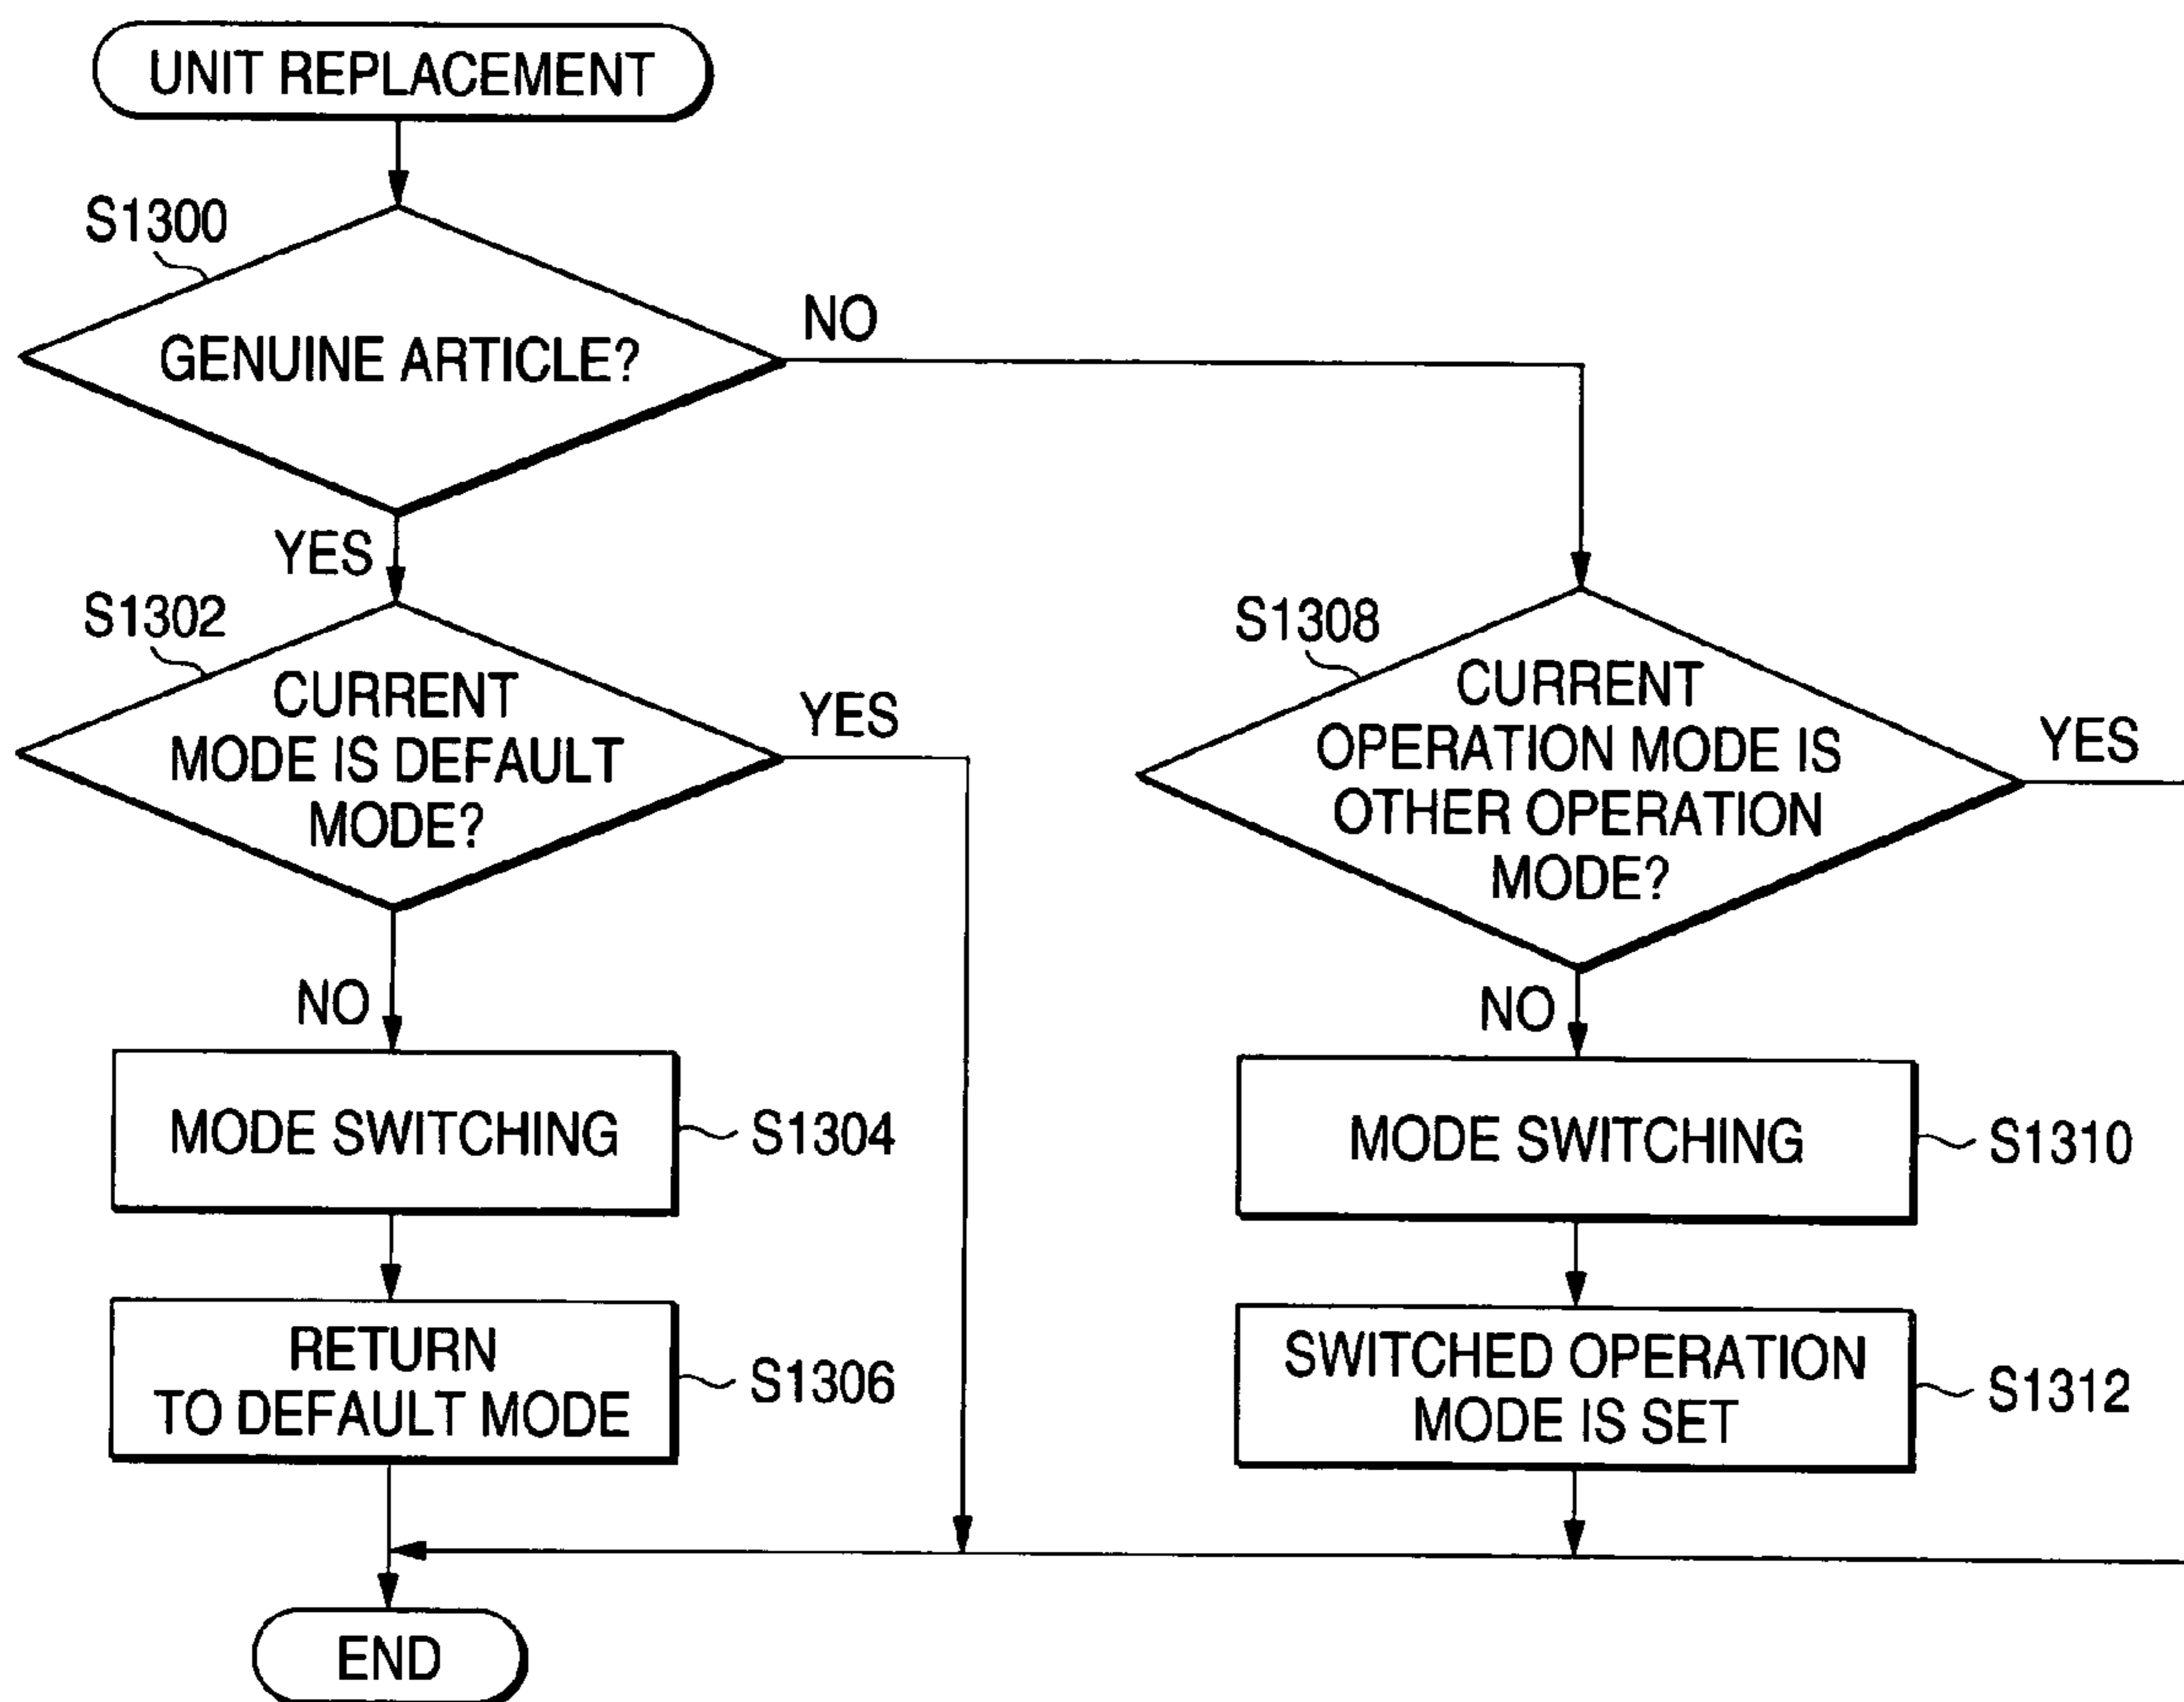 UNIT REPLACEMENT
S1300
GENUINE ARTICLE?
NO
YES
S1302
CURRENT
MODE IS DEFAULT
MODE?
YES
NO
MODE SWITCHING
S1304
RETURN
TO DEFAULT MODE
S1306
S1308
CURRENT
OPERATION MODE IS
OTHER OPERATION
MODE?
YES
NO
MODE SWITCHING
S1310
SWITCHED OPERATION
MODE IS SET
S1312
END